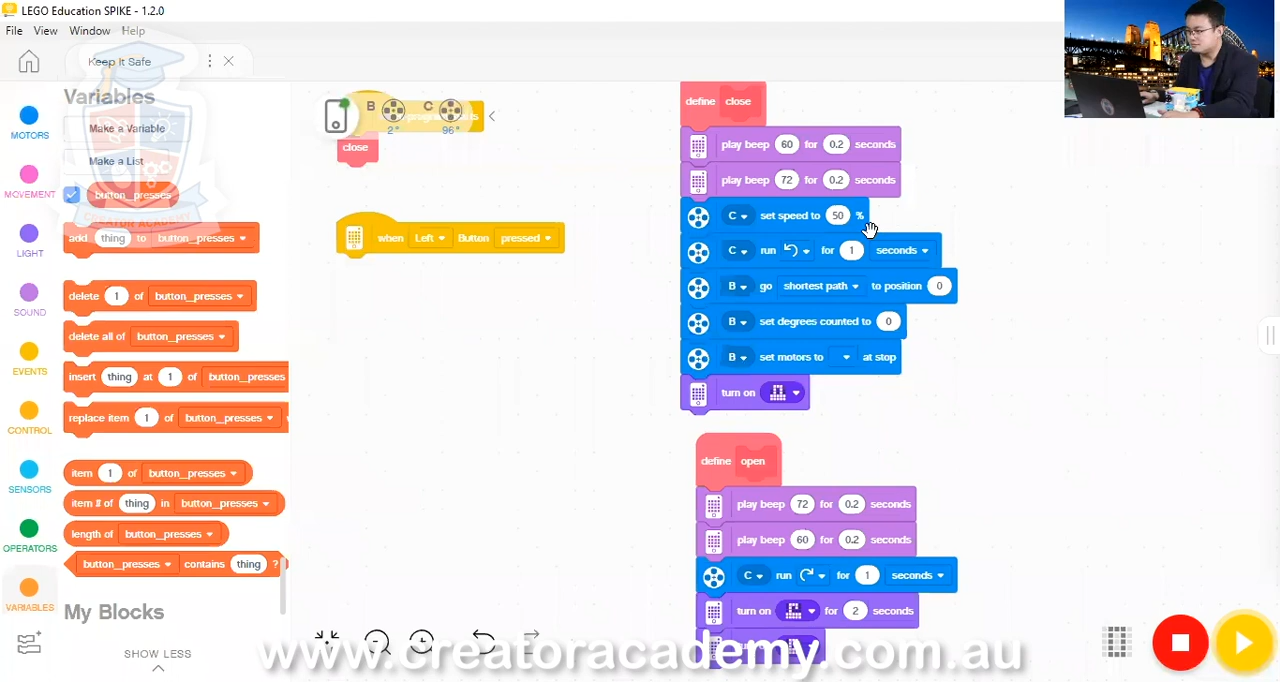 LEGO Education SPIKE - 1.2.0
File View Window Help
Keep It Safe
Variables
Make a Variable
Make a List
button_presses
add thing to button_presses
delete 1 of button_presses
delete all of button_presses
insert thing at 1 of button_presses
replace item 1 of button_presses
item 1 of button_presses
item # of thing in button_presses
length of button_presses
button_presses contains thing ?
My Blocks
SHOW LESS
MOTORS
MOVEMENT
LIGHT
SOUND
EVENTS
CONTROL
SENSORS
OPERATORS
VARIABLES
CREATOR ACADEMY
B C
2° 96°
close
when Left Button pressed
define close
play beep 60 for 0.2 seconds
play beep 72 for 0.2 seconds
C set speed to 50 %
C run for 1 seconds
B go shortest path to position 0
B set degrees counted to 0
B set motors to at stop
turn on
define open
play beep 72 for 0.2 seconds
play beep 60 for 0.2 seconds
C run for 1 seconds
turn on for 2 seconds
www.creatoracademy.com.au